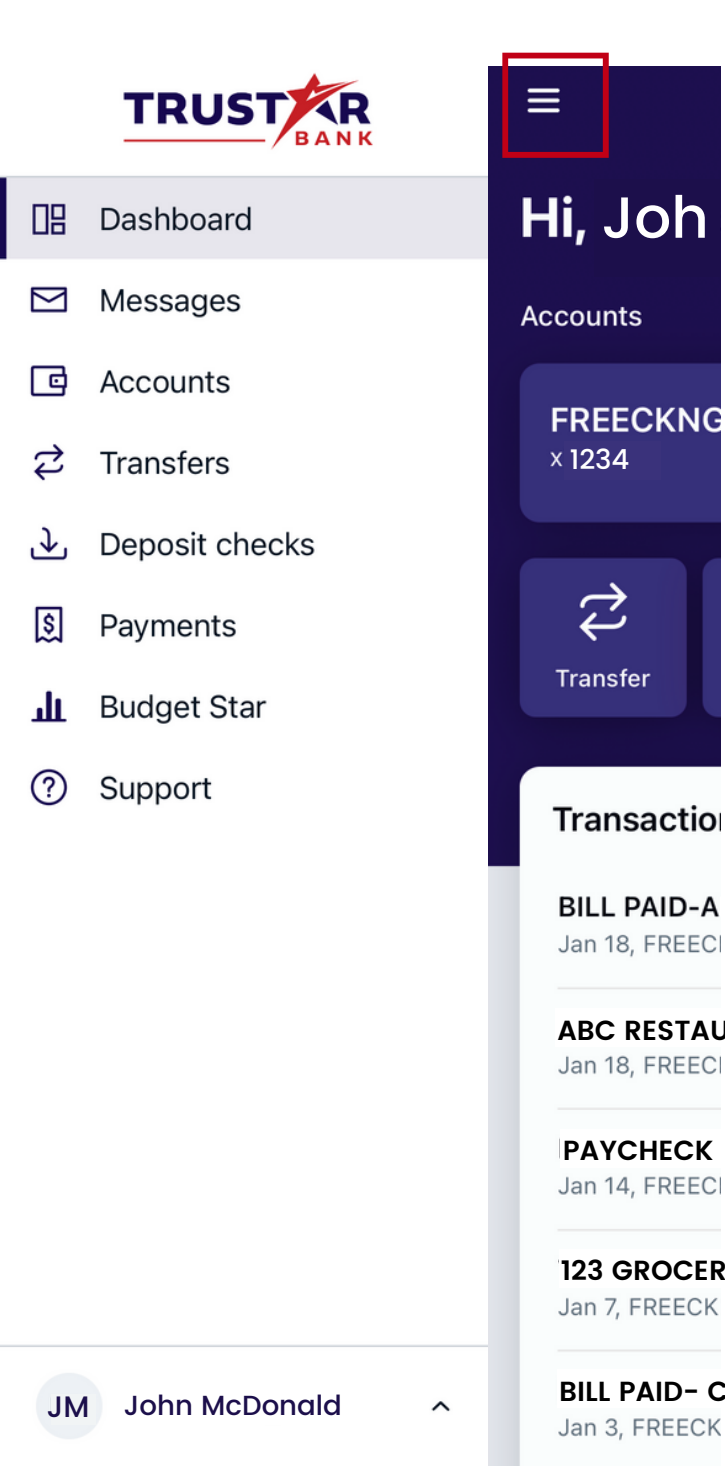 TRUSTAR
BANK
Dashboard
Messages
Accounts
Transfers
Deposit checks
Payments
Budget Star
Support
JM John McDonald
Hi, Joh
Accounts
FREECKNG
x 1234
Transfer
Transaction
BILL PAID-A
Jan 18, FREECK
ABC RESTAU
Jan 18, FREECK
PAYCHECK
Jan 14, FREECK
123 GROCER
Jan 7, FREECK
BILL PAID- C
Jan 3, FREECK